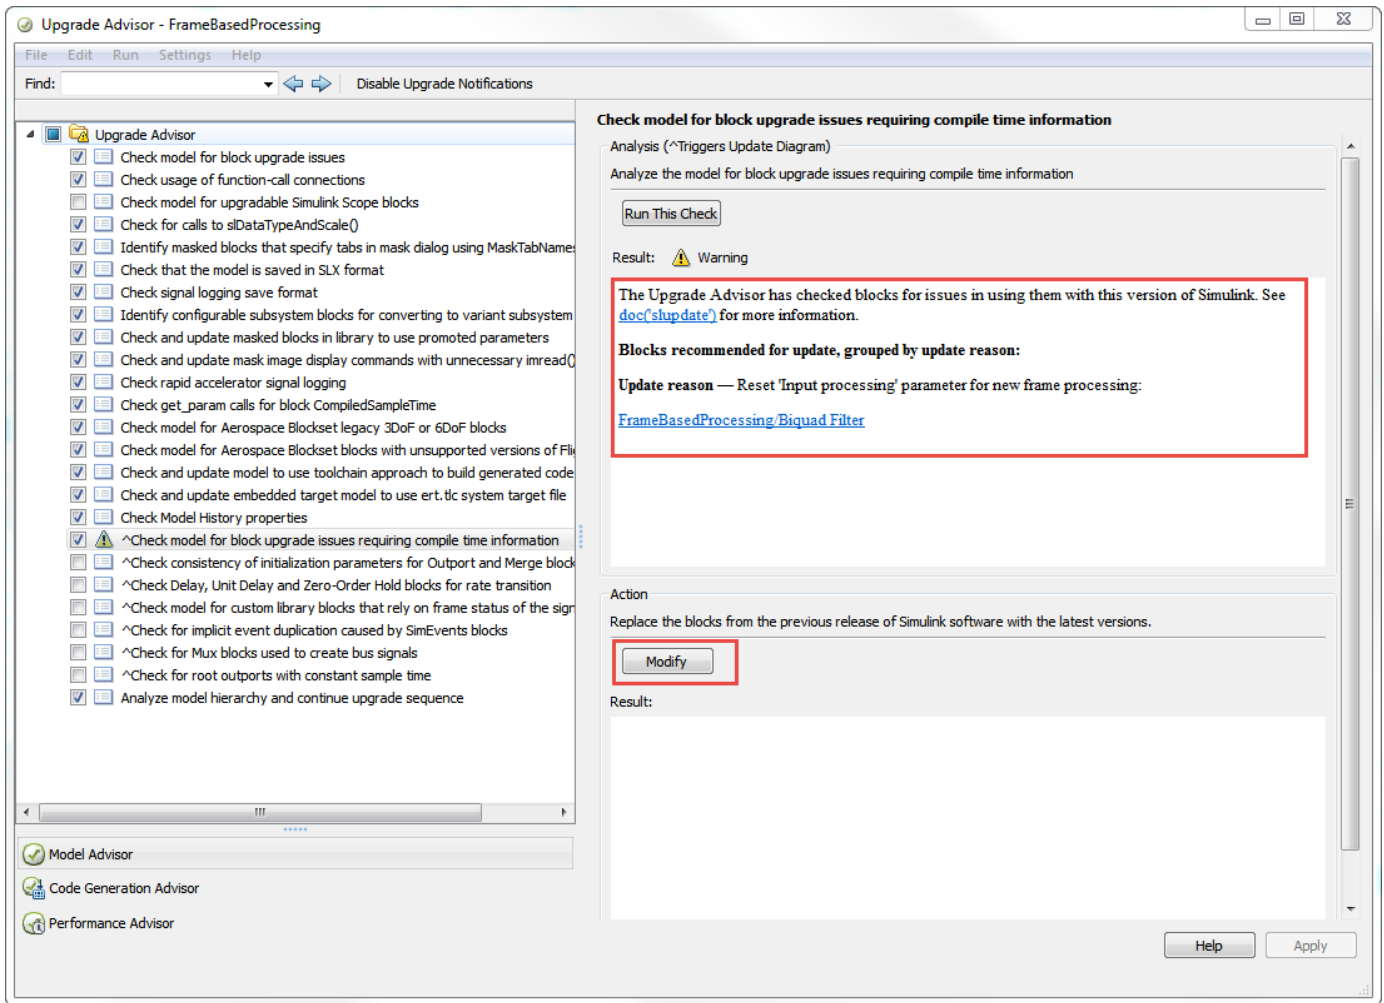 Upgrade Advisor - FrameBasedProcessing
File Edit Run Settings Help
Find:
Disable Upgrade Notifications
Upgrade Advisor
Check model for block upgrade issues
Check usage of function-call connections
Check model for upgradable Simulink Scope blocks
Check for calls to slDataTypeAndScale()
Identify masked blocks that specify tabs in mask dialog using MaskTabNames
Check that the model is saved in SLX format
Check signal logging save format
Identify configurable subsystem blocks for converting to variant subsystem
Check and update masked blocks in library to use promoted parameters
Check and update mask image display commands with unnecessary imread()
Check rapid accelerator signal logging
Check get_param calls for block CompiledSampleTime
Check model for Aerospace Blockset legacy 3DoF or 6DoF blocks
Check model for Aerospace Blockset blocks with unsupported versions of Fli
Check and update model to use toolchain approach to build generated code
Check and update embedded target model to use ert.tlc system target file
Check Model History properties
^Check model for block upgrade issues requiring compile time information
^Check consistency of initialization parameters for Outport and Merge block
^Check Delay, Unit Delay and Zero-Order Hold blocks for rate transition
^Check model for custom library blocks that rely on frame status of the sign
^Check for implicit event duplication caused by SimEvents blocks
^Check for Mux blocks used to create bus signals
^Check for root outports with constant sample time
Analyze model hierarchy and continue upgrade sequence
Model Advisor
Code Generation Advisor
Performance Advisor
Check model for block upgrade issues requiring compile time information
Analysis (^Triggers Update Diagram)
Analyze the model for block upgrade issues requiring compile time information
Run This Check
Result: Warning
The Upgrade Advisor has checked blocks for issues in using them with this version of Simulink. See
doc('slupdate') for more information.
Blocks recommended for update, grouped by update reason:
Update reason — Reset 'Input processing' parameter for new frame processing:
FrameBasedProcessing/Biquad Filter
Action
Replace the blocks from the previous release of Simulink software with the latest versions.
Modify
Result:
Help
Apply